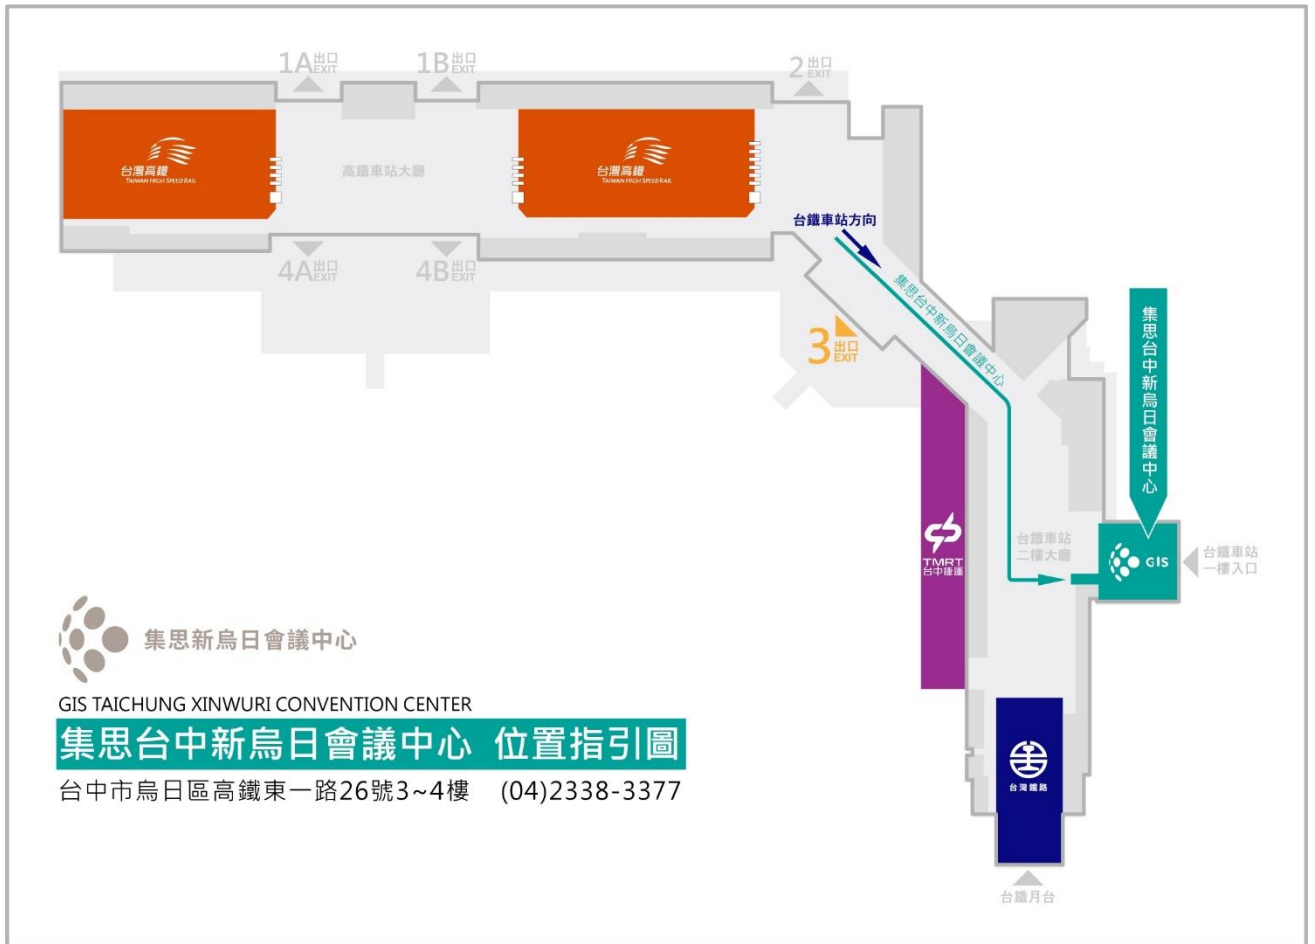 1A出口 EXIT
1B出口 EXIT
2出口 EXIT
台灣高鐵
TAIWAN HIGH SPEED RAIL
高鐵車站大廳
台灣高鐵
TAIWAN HIGH SPEED RAIL
台鐵車站方向
4A出口 EXIT
4B出口 EXIT
集思台中新烏日會議中心
3出口 EXIT
集思台中新烏日會議中心
TMRT
台中捷運
台鐵車站
二樓大廳
GIS
台鐵車站
一樓入口
集思新烏日會議中心
GIS TAICHUNG XINWURI CONVENTION CENTER
集思台中新烏日會議中心 位置指引圖
台中市烏日區高鐵東一路26號3~4樓 (04)2338-3377
台灣鐵路
台鐵月台